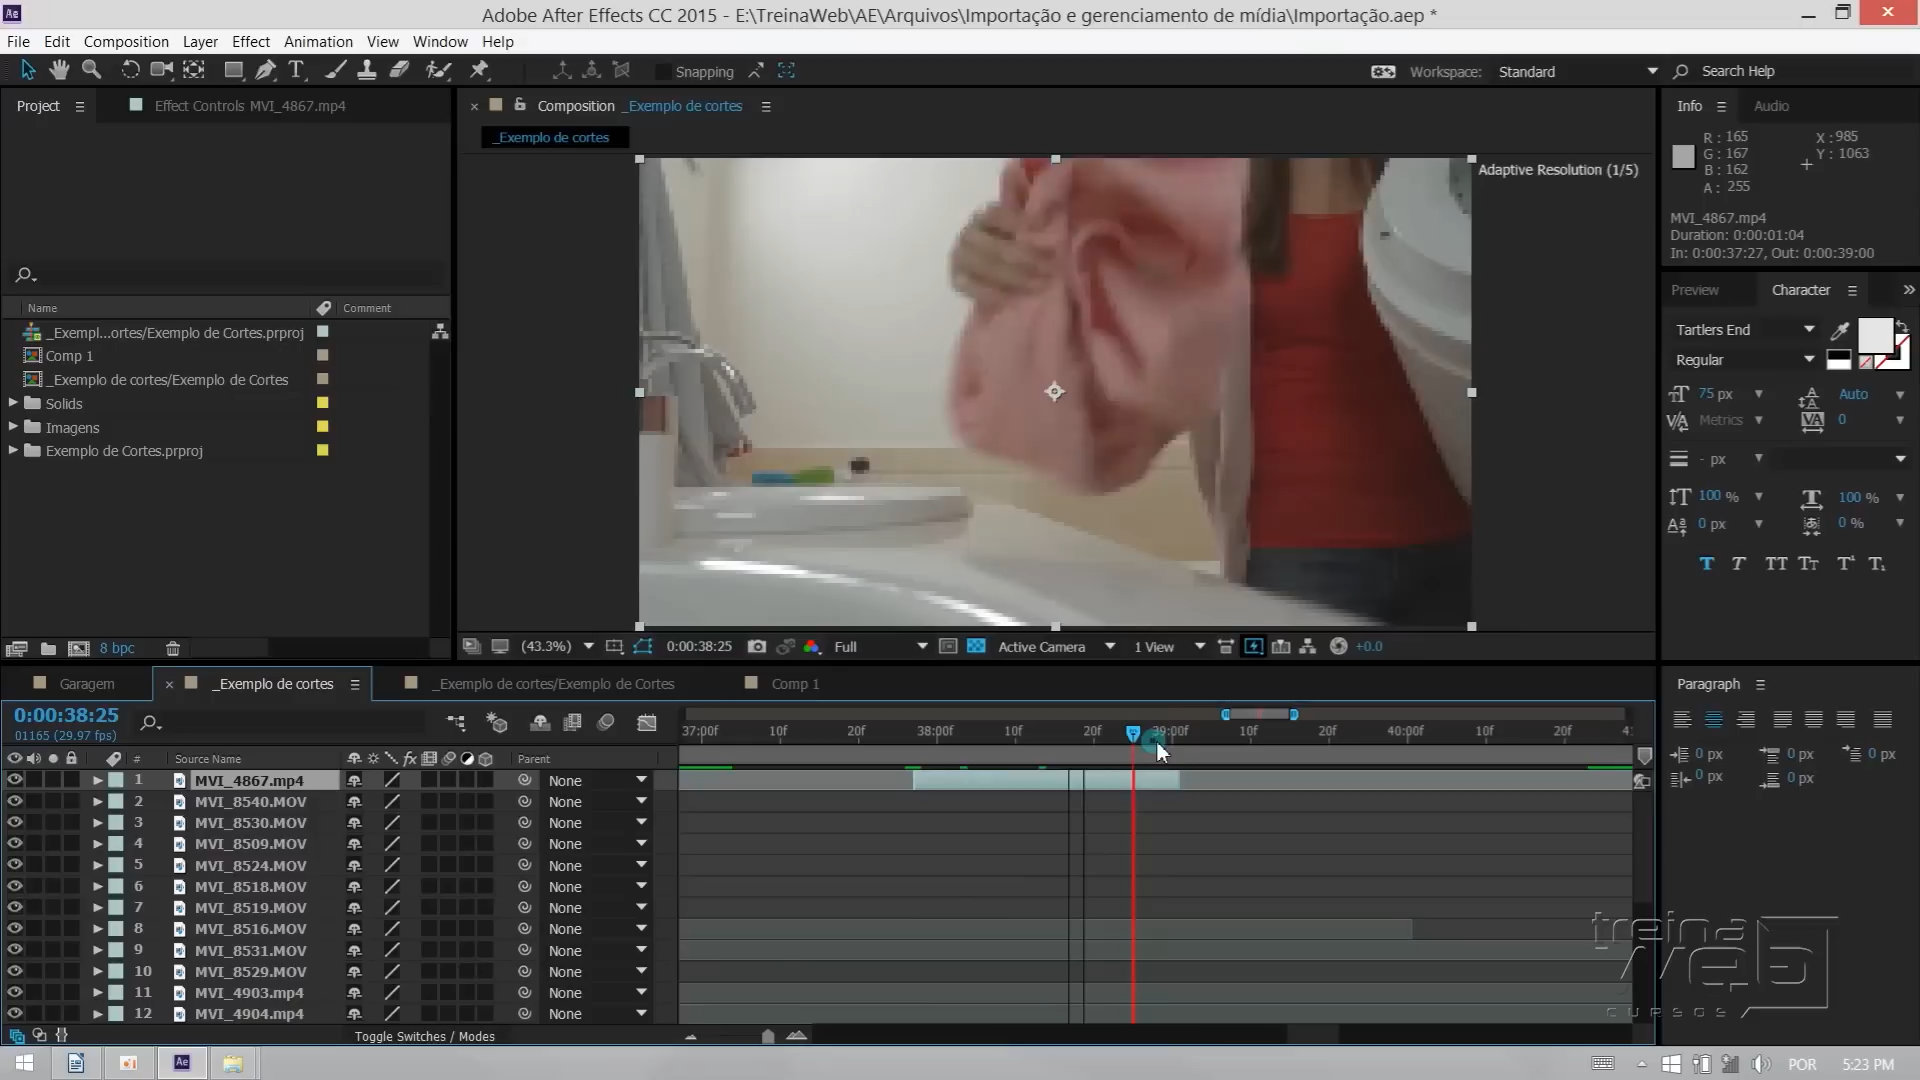 Adobe After Effects CC 2015 - E:\TreinaWeb\AE\Arquivos\Importação e gerenciamento de mídia\Importação.aep *
File Edit Composition Layer Effect Animation View Window Help
Snapping
Workspace: Standard
Search Help
Project
Effect Controls MVI_4867.mp4
Composition _Exemplo de cortes
_Exemplo de cortes
Adaptive Resolution (1/5)
Info Audio
R : 165
G : 167
B : 162
A : 255
X : 985
Y : 1063
MVI_4867.mp4
Duration: 0:00:01:04
In: 0:00:37:27, Out: 0:00:39:00
Preview Character
Tartlers End
Regular
75 px
Auto
Metrics
0
- px
100 %
100 %
0 px
0 %
Name Comment
_Exempl...ortes/Exemplo de Cortes.prproj
Comp 1
_Exemplo de cortes/Exemplo de Cortes
Solids
Imagens
Exemplo de Cortes.prproj
8 bpc
(43.3%)
0:00:38:25
Full
Active Camera
1 View
+0.0
Garagem
_Exemplo de cortes
_Exemplo de cortes/Exemplo de Cortes
Comp 1
0:00:38:25
01165 (29.97 fps)
37:00f 10f 20f 38:00f 10f 20f 39:00f 10f 20f 40:00f 10f 20f 41
# Source Name Parent
1 MVI_4867.mp4 None
2 MVI_8540.MOV None
3 MVI_8530.MOV None
4 MVI_8509.MOV None
5 MVI_8524.MOV None
6 MVI_8518.MOV None
7 MVI_8519.MOV None
8 MVI_8516.MOV None
9 MVI_8531.MOV None
10 MVI_8529.MOV None
11 MVI_4903.mp4 None
12 MVI_4904.mp4 None
Toggle Switches / Modes
Paragraph
0 px
0 px
0 px
0 px
0 px
treina
web
cursos
POR
5:23 PM